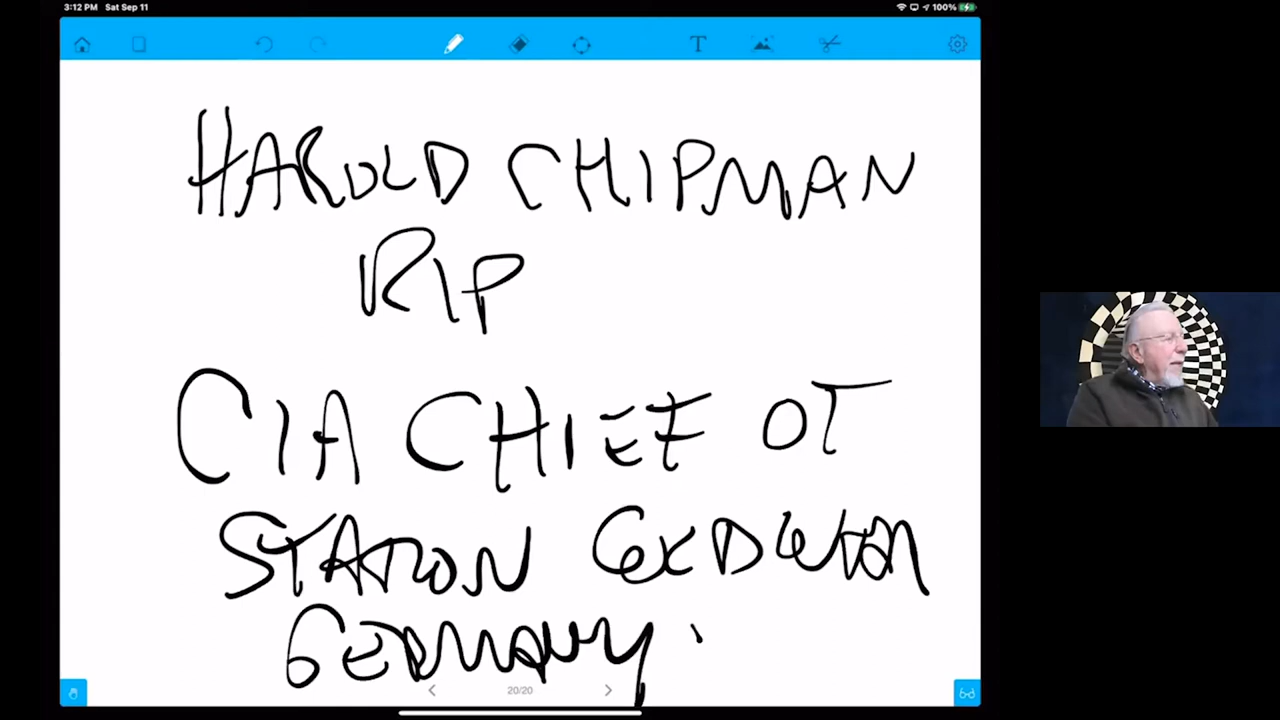 3:12 PM Sat Sep 11 100%
T
HAROLD CHIPMAN
RIP
CIA CHIEF OF
STATION
GERMANY
20/20